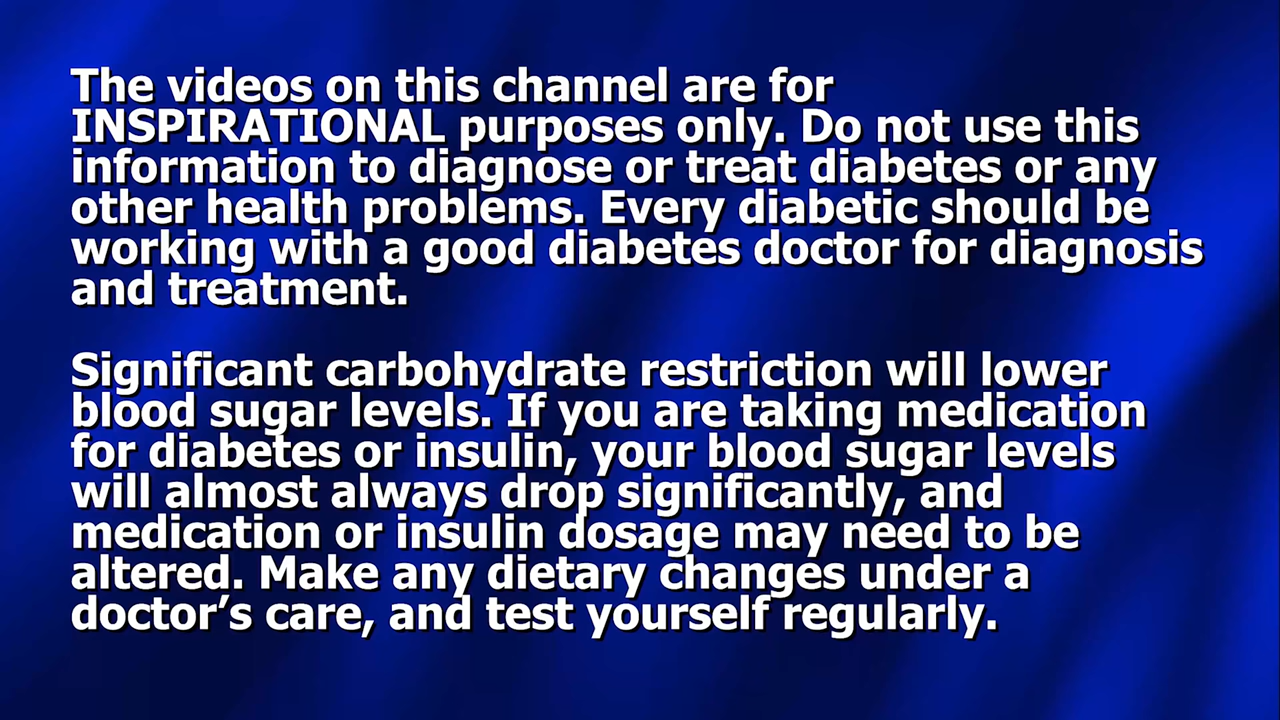 The videos on this channel are for
INSPIRATIONAL purposes only. Do not use this
information to diagnose or treat diabetes or any
other health problems. Every diabetic should be
working with a good diabetes doctor for diagnosis
and treatment.
Significant carbohydrate restriction will lower
blood sugar levels. If you are taking medication
for diabetes or insulin, your blood sugar levels
will almost always drop significantly, and
medication or insulin dosage may need to be
altered. Make any dietary changes under a
doctor’s care, and test yourself regularly.